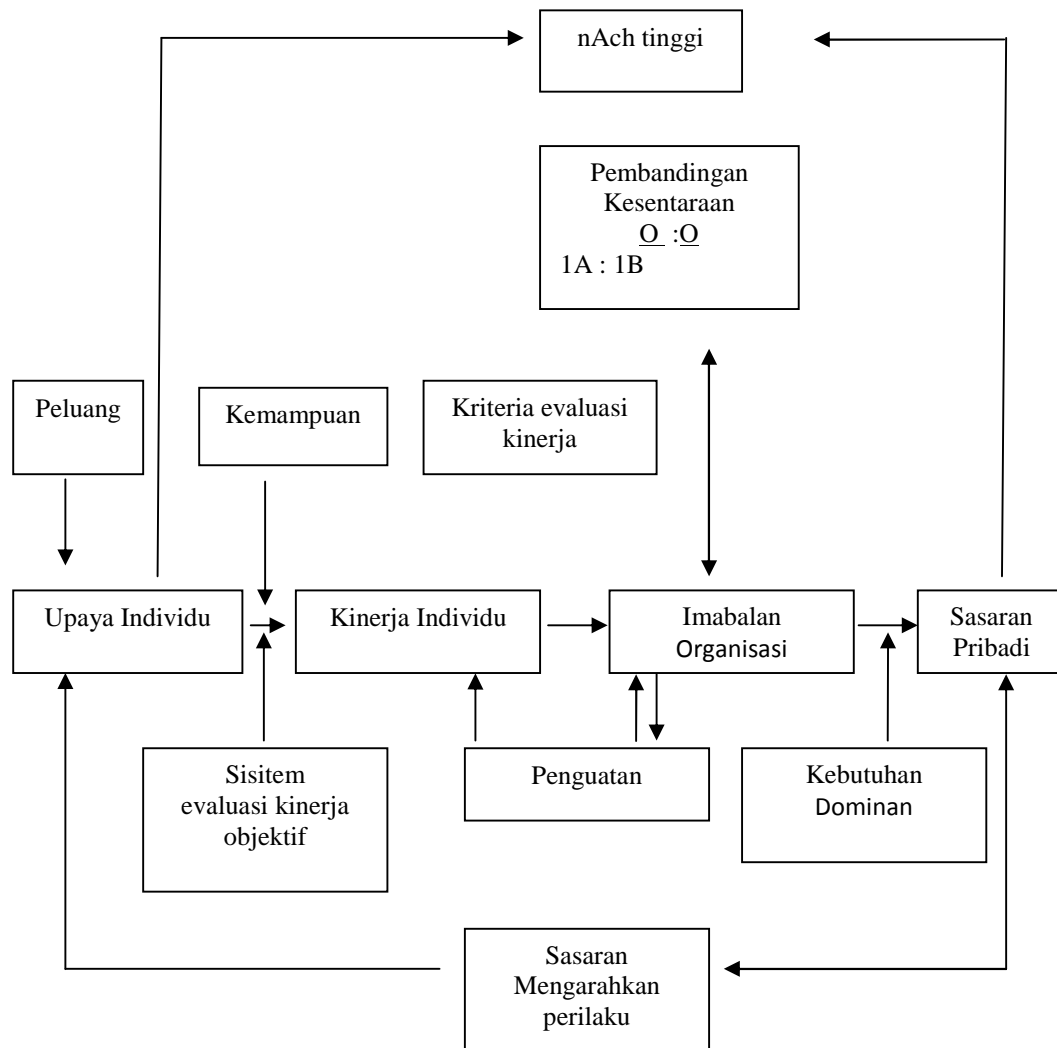 nAch tinggi
Pembandingan
Kesentaraan
O :O
1A : 1B
Peluang
Kemampuan
Kriteria evaluasi
kinerja
Upaya Individu
Kinerja Individu
Imabalan
Organisasi
Sasaran
Pribadi
Sisitem
evaluasi kinerja
objektif
Penguatan
Kebutuhan
Dominan
Sasaran
Mengarahkan
perilaku